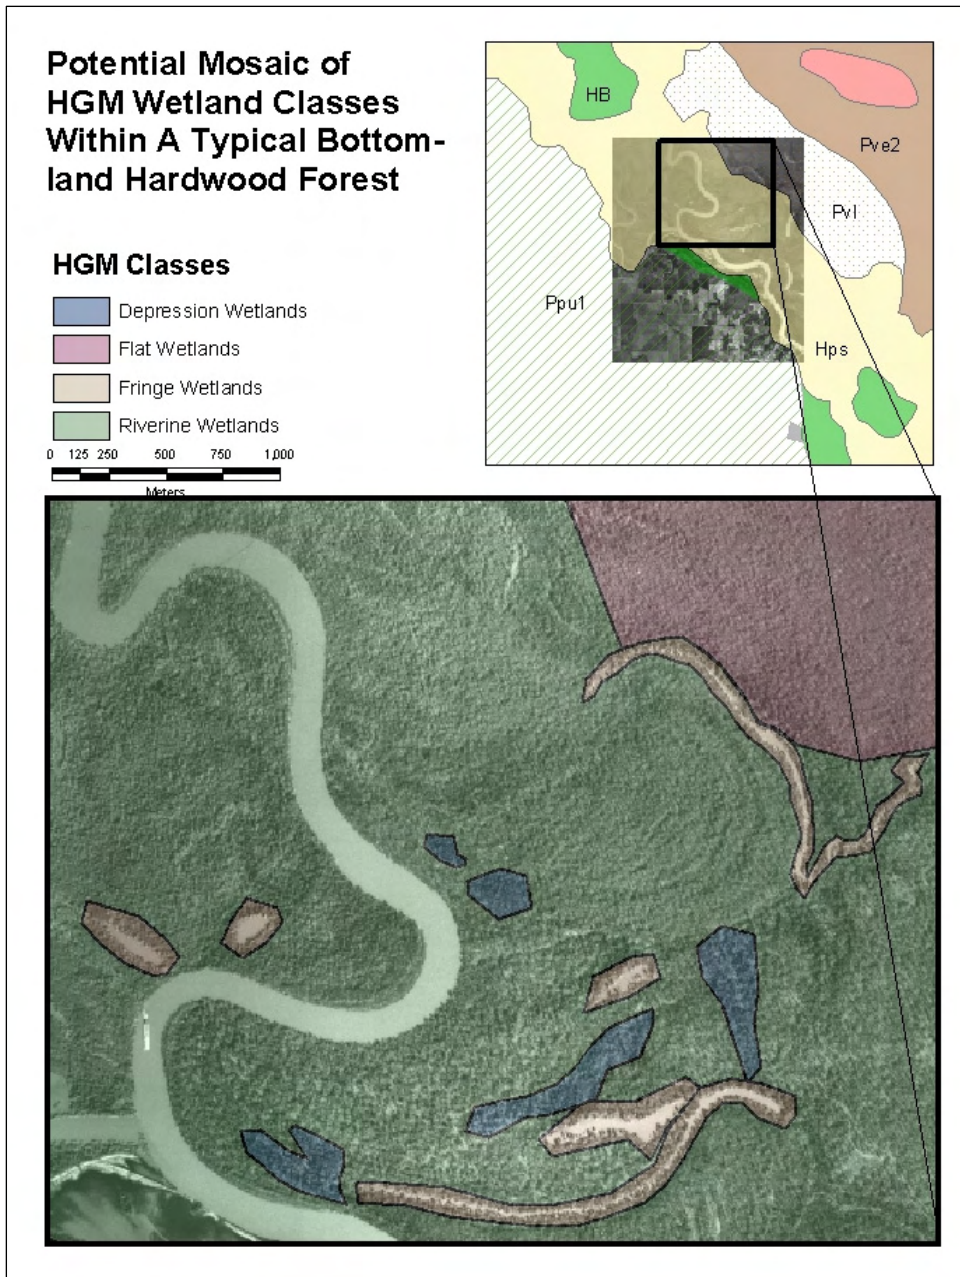 Potential Mosaic of
HGM Wetland Classes
Within A Typical Bottom-
land Hardwood Forest
HGM Classes
Depression Wetlands
Flat Wetlands
Fringe Wetlands
Riverine Wetlands
0 125 250 500 750 1,000
Meters
HB
Pve2
Pvl
Ppu1
Hps